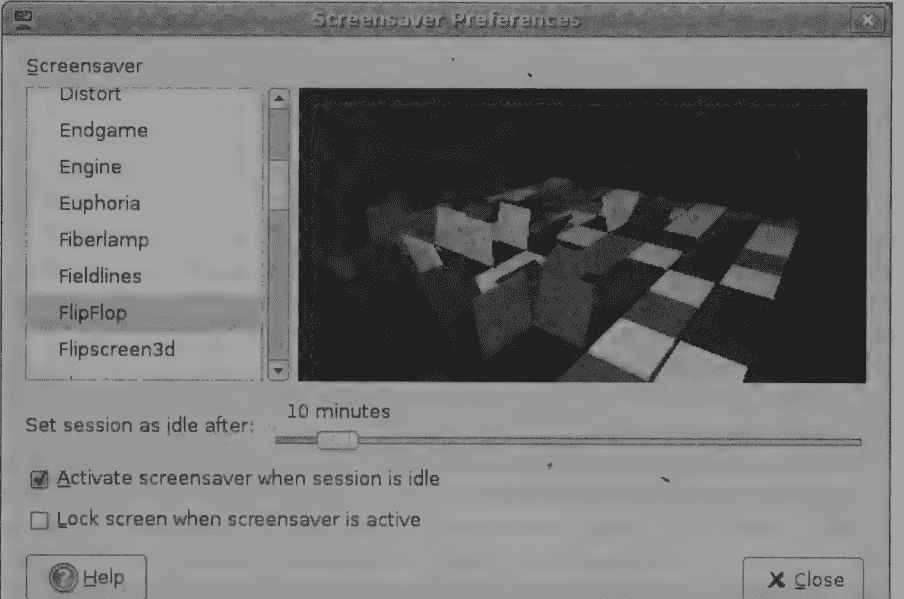 Screensaver Preferences
Screensaver
Distort
Endgame
Engine
Euphoria
Fiberlamp
Fieldlines
FlipFlop
Flipscreen3d
10 minutes
Set session as idle after:
Activate screensaver when session is idle
Lock screen when screensaver is active
Help
Close